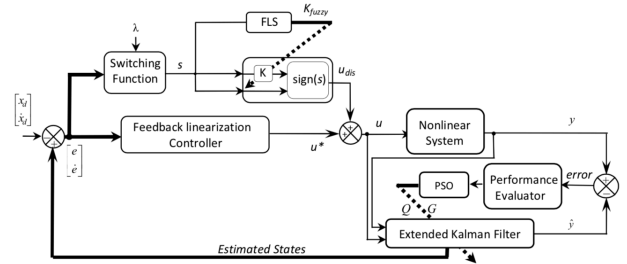 FLS
K_fuzzy
λ
Switching
Function
s
K
sign(s)
u_dis
[x_d
ẋ_d]
−
+
[e
ė]
Feedback linearization
Controller
u*
+
+
u
Nonlinear
System
y
PSO
Performance
Evaluator
error
+
−
Q G
Extended Kalman Filter
ŷ
Estimated States